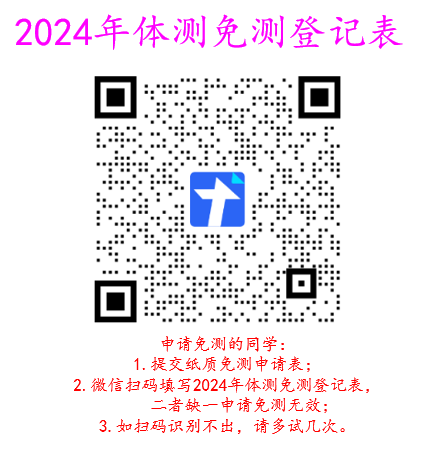 2024年体测免测登记表
申请免测的同学：
1.提交纸质免测申请表；
2.微信扫码填写2024年体测免测登记表，
二者缺一申请免测无效；
3.如扫码识别不出，请多试几次。